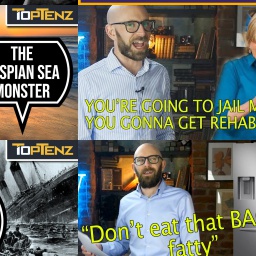 TOPTENZ
THE
SPIAN SEA
MONSTER
YOU'RE GOING TO JAIL M
YOU GONNA GET REHAB
TOPTENZ
"Don't eat that BA
fatty"